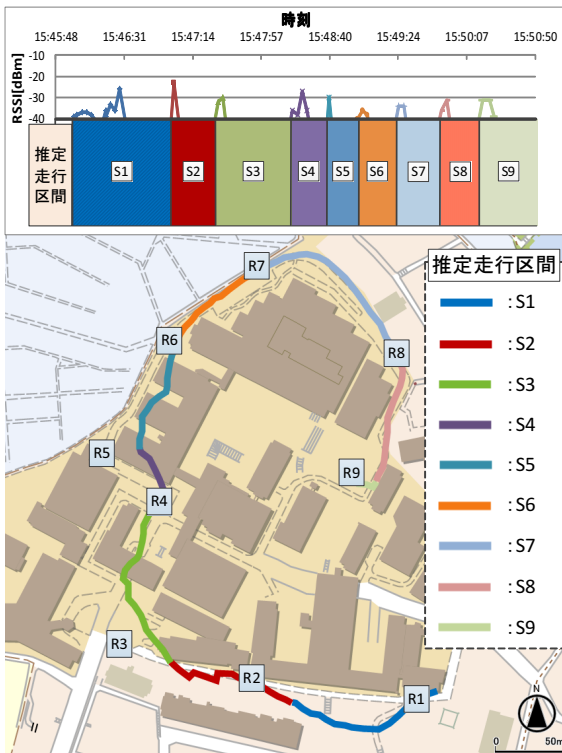 時刻
15:45:48 15:46:31 15:47:14 15:47:57 15:48:40 15:49:24 15:50:07 15:50:50
RSSI[dBm]
-10
-20
-30
-40
推定
走行
区間
S1 S2 S3 S4 S5 S6 S7 S8 S9
推定走行区間
: S1
: S2
: S3
: S4
: S5
: S6
: S7
: S8
: S9
R7
R6
R8
R5
R9
R4
R3
R2
R1
N
0 50m